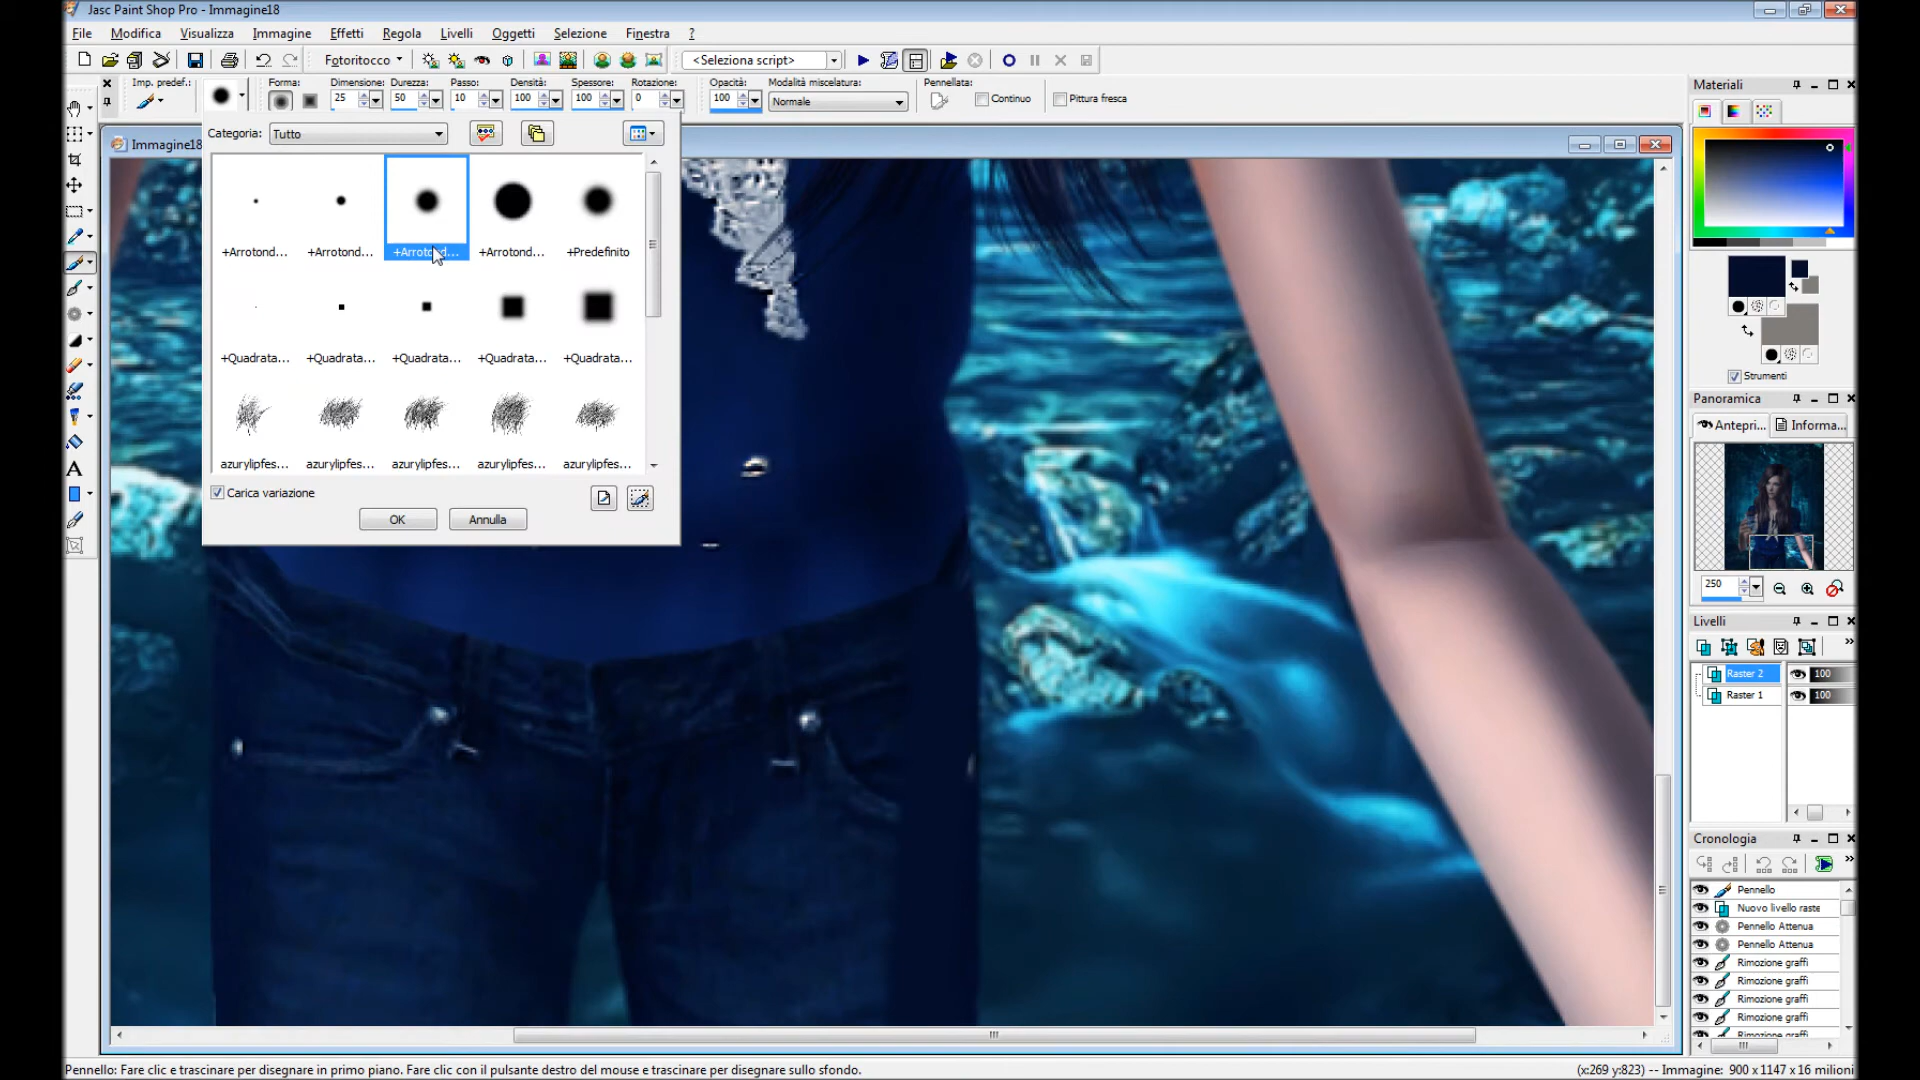 Jasc Paint Shop Pro - Immagine18
File Modifica Visualizza Immagine Effetti Regola Livelli Oggetti Selezione Finestra ?
Fotoritocco <Seleziona script>
Imp. predef.: Forma: Dimensione: Durezza: Passo: Densità: Spessore: Rotazione: Opacità: Modalità miscelatura: Pennellata:
25 50 10 100 100 0 100 Normale Continuo Pittura fresca
Categoria: Tutto
Immagine18
+Arrotond... +Arrotond... +Arrotond... +Arrotond... +Predefinito
+Quadrata... +Quadrata... +Quadrata... +Quadrata... +Quadrata...
azurylipfes... azurylipfes... azurylipfes... azurylipfes... azurylipfes...
Carica variazione
OK Annulla
Materiali
Strumenti
Panoramica
Antepri... Informa...
250
Livelli
Raster 2 100
Raster 1 100
Cronologia
Pennello
Nuovo livello raste
Pennello Attenua
Pennello Attenua
Rimozione graffi
Rimozione graffi
Rimozione graffi
Rimozione graffi
Rimozione graffi
Pennello: Fare clic e trascinare per disegnare in primo piano. Fare clic con il pulsante destro del mouse e trascinare per disegnare sullo sfondo.
(x:269 y:823) -- Immagine: 900 x 1147 x 16 milioni